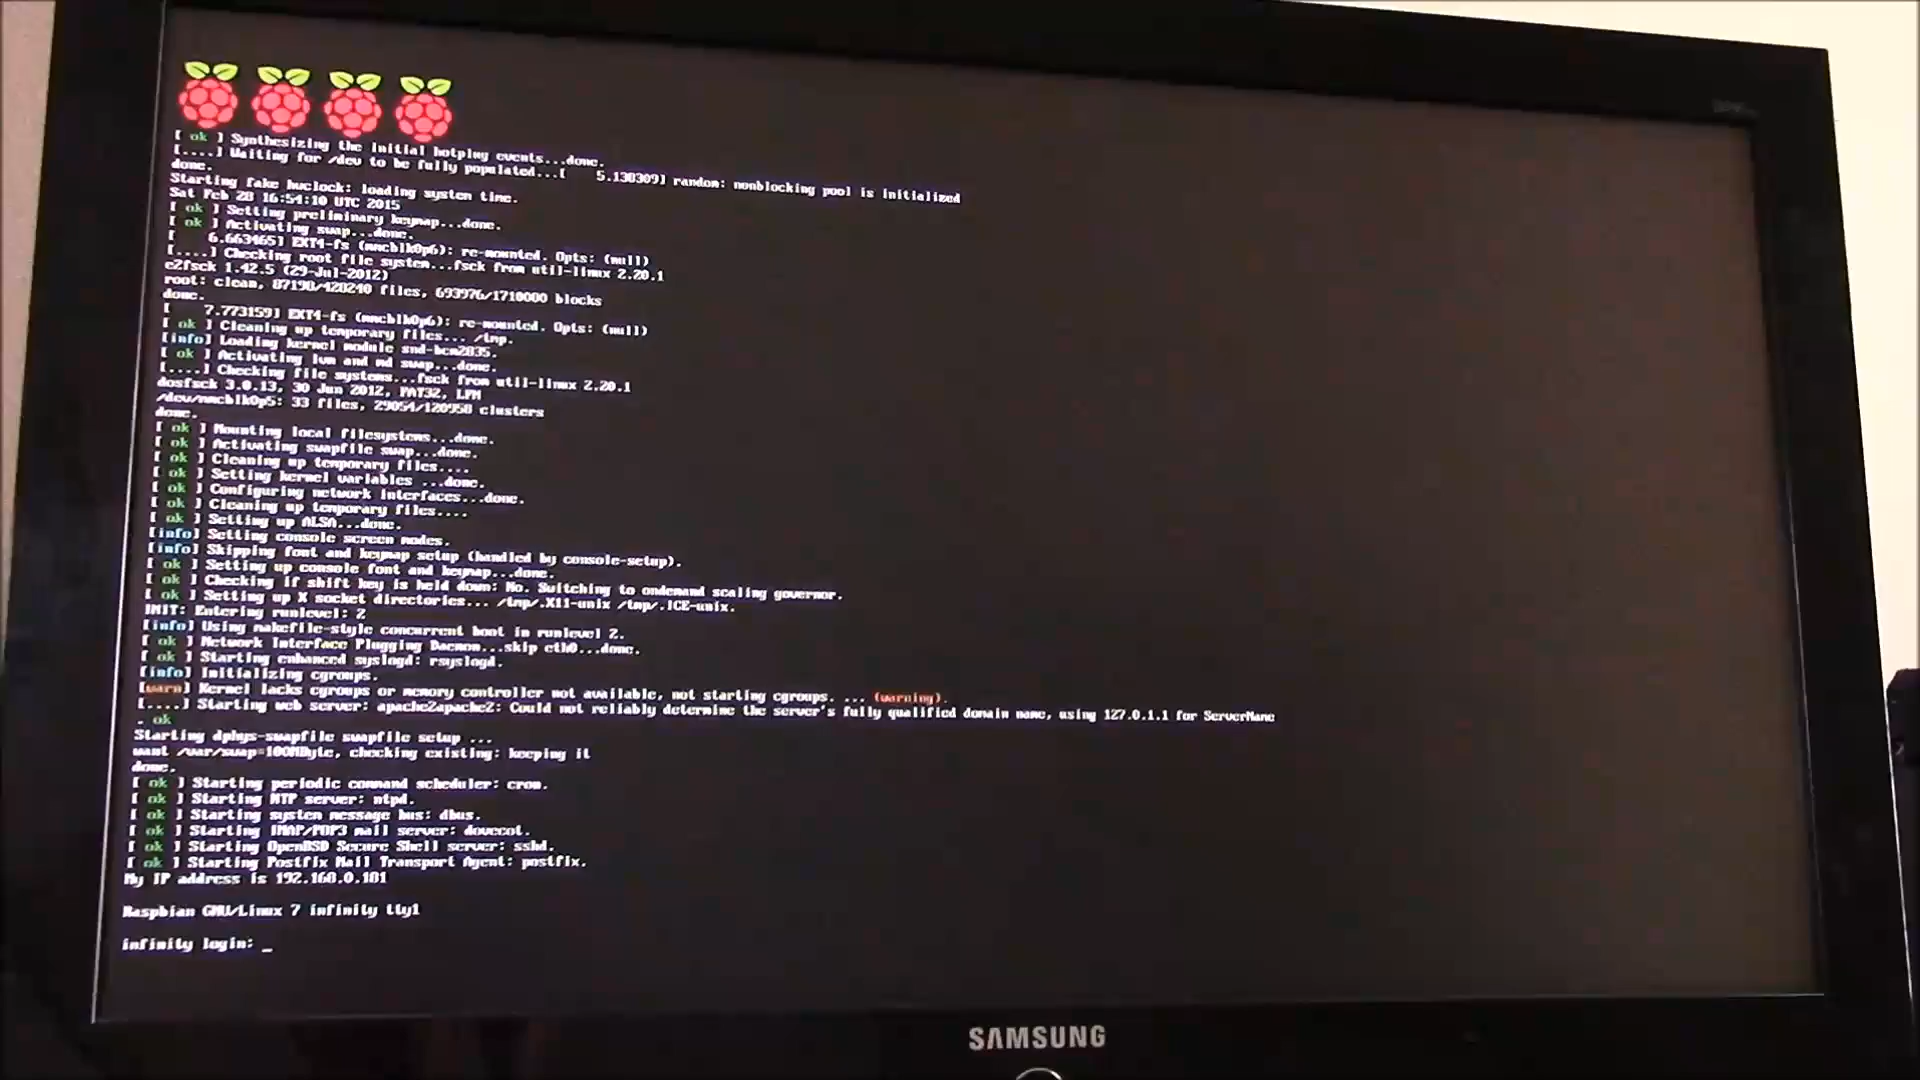 [ ok ] Synthesizing the initial hotplug events...done.
[....] Waiting for /dev to be fully populated...[    5.130309] random: nonblocking pool is initialized
done.
Starting fake hwclock: loading system time.
Sat Feb 28 16:54:10 UTC 2015
[ ok ] Setting preliminary keymap...done.
[ ok ] Activating swap...done.
[    6.663465] EXT4-fs (mmcblk0p6): re-mounted. Opts: (null)
[....] Checking root file system...fsck from util-linux 2.20.1
e2fsck 1.42.5 (29-Jul-2012)
root: clean, 87190/428240 files, 693976/1710000 blocks
done.
[    7.773159] EXT4-fs (mmcblk0p6): re-mounted. Opts: (null)
[ ok ] Cleaning up temporary files... /tmp.
[info] Loading kernel module snd-bcm2835.
[ ok ] Activating lvm and md swap...done.
[....] Checking file systems...fsck from util-linux 2.20.1
dosfsck 3.0.13, 30 Jun 2012, FAT32, LFN
/dev/mmcblk0p5: 33 files, 29054/120958 clusters
done.
[ ok ] Mounting local filesystems...done.
[ ok ] Activating swapfile swap...done.
[ ok ] Cleaning up temporary files....
[ ok ] Setting kernel variables ...done.
[ ok ] Configuring network interfaces...done.
[ ok ] Cleaning up temporary files....
[ ok ] Setting up ALSA...done.
[info] Setting console screen modes.
[info] Skipping font and keymap setup (handled by console-setup).
[ ok ] Setting up console font and keymap...done.
[ ok ] Checking if shift key is held down: No. Switching to ondemand scaling governor.
[ ok ] Setting up X socket directories... /tmp/.X11-unix /tmp/.ICE-unix.
INIT: Entering runlevel: 2
[info] Using makefile-style concurrent boot in runlevel 2.
[ ok ] Network Interface Plugging Daemon...skip eth0...done.
[ ok ] Starting enhanced syslogd: rsyslogd.
[info] Initializing cgroups.
[warn] Kernel lacks cgroups or memory controller not available, not starting cgroups. ... (warning).
[....] Starting web server: apache2apache2: Could not reliably determine the server's fully qualified domain name, using 127.0.1.1 for ServerName
. ok
Starting dphys-swapfile swapfile setup ...
want /var/swap=100MByte, checking existing: keeping it
done.
[ ok ] Starting periodic command scheduler: cron.
[ ok ] Starting NTP server: ntpd.
[ ok ] Starting system message bus: dbus.
[ ok ] Starting IMAP/POP3 mail server: dovecot.
[ ok ] Starting OpenBSD Secure Shell server: sshd.
[ ok ] Starting Postfix Mail Transport Agent: postfix.
My IP address is 192.168.0.101
Raspbian GNU/Linux 7 infinity tty1
infinity login: _
SAMSUNG